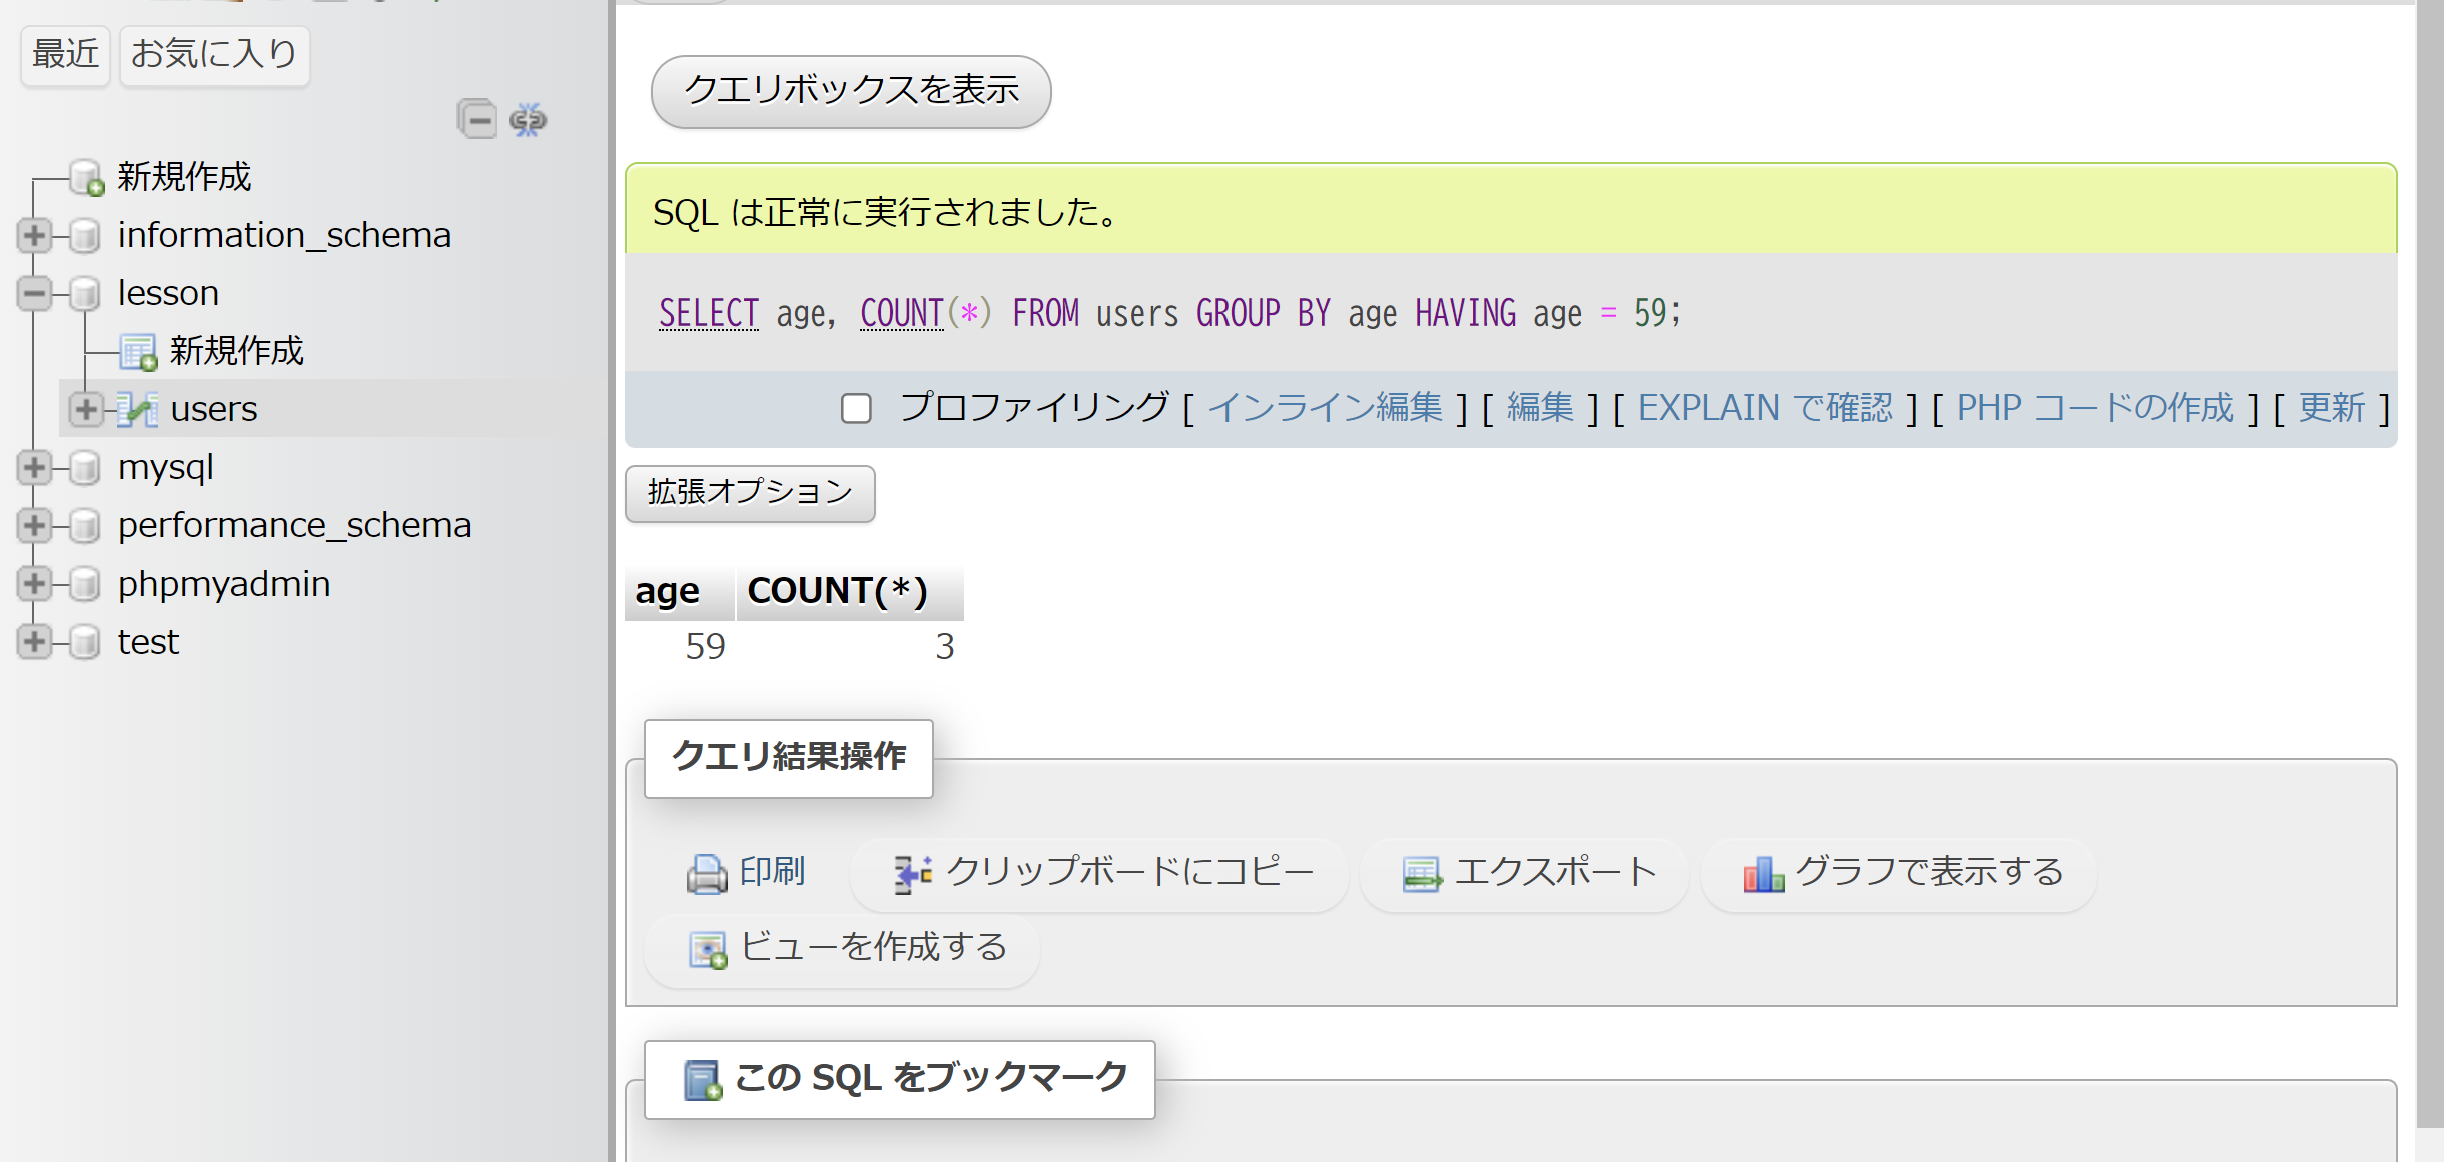 最近 お気に入り
新規作成
information_schema
lesson
新規作成
users
mysql
performance_schema
phpmyadmin
test
クエリボックスを表示
SQL は正常に実行されました。
SELECT age, COUNT(*) FROM users GROUP BY age HAVING age = 59;
プロファイリング [ インライン編集 ] [ 編集 ] [ EXPLAIN で確認 ] [ PHP コードの作成 ] [ 更新 ]
拡張オプション
age COUNT(*)
59 3
クエリ結果操作
印刷 クリップボードにコピー エクスポート グラフで表示する
ビューを作成する
この SQL をブックマーク